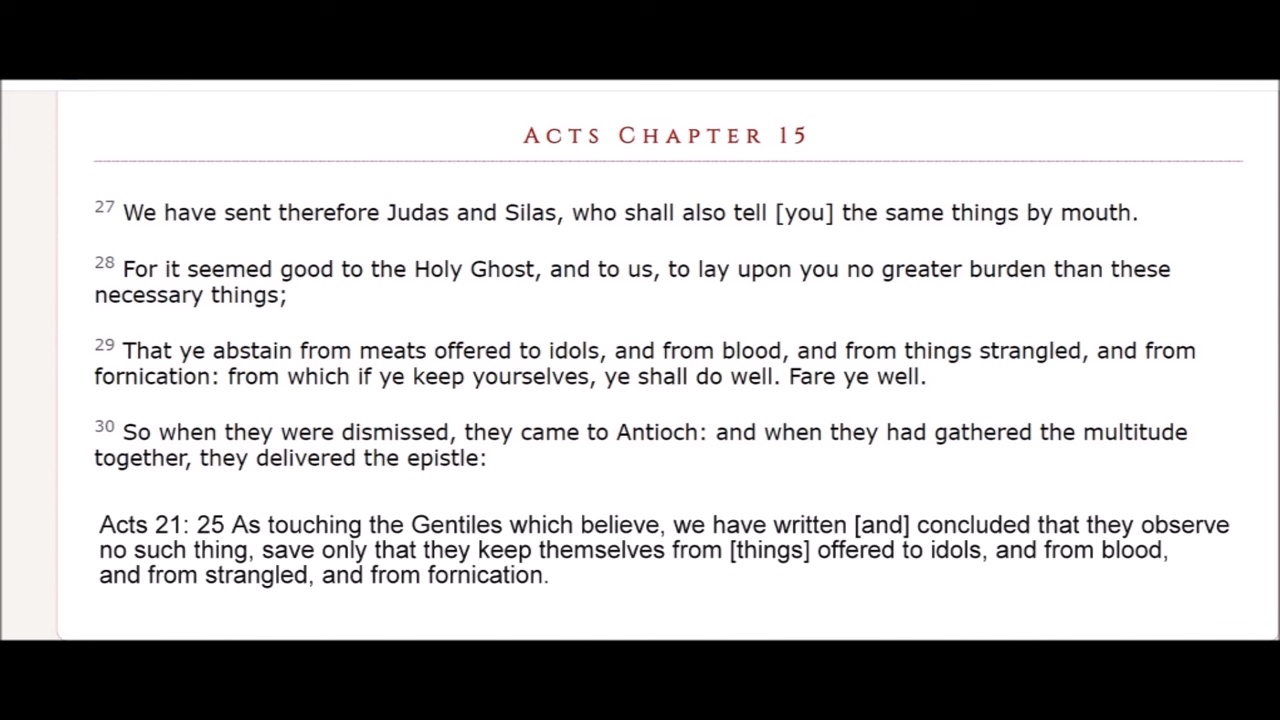 Acts Chapter 15
27 We have sent therefore Judas and Silas, who shall also tell [you] the same things by mouth.
28 For it seemed good to the Holy Ghost, and to us, to lay upon you no greater burden than these
necessary things;
29 That ye abstain from meats offered to idols, and from blood, and from things strangled, and from
fornication: from which if ye keep yourselves, ye shall do well. Fare ye well.
30 So when they were dismissed, they came to Antioch: and when they had gathered the multitude
together, they delivered the epistle:
Acts 21: 25 As touching the Gentiles which believe, we have written [and] concluded that they observe
no such thing, save only that they keep themselves from [things] offered to idols, and from blood,
and from strangled, and from fornication.